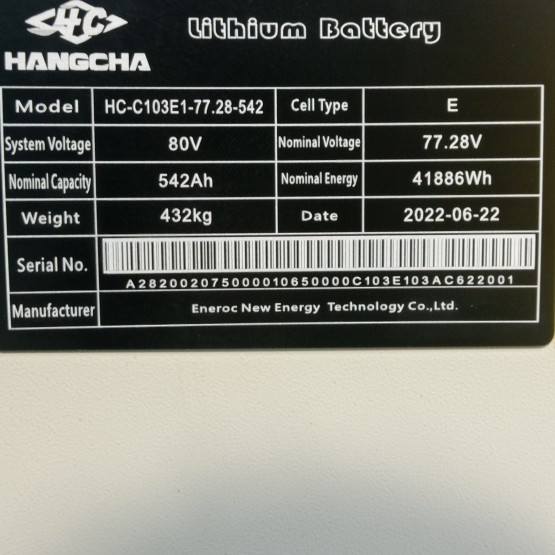 HC
HANGCHA
Lithium Battery
Model HC-C103E1-77.28-542 Cell Type E
System Voltage 80V Nominal Voltage 77.28V
Nominal Capacity 542Ah Nominal Energy 41886Wh
Weight 432kg Date 2022-06-22
Serial No.
A282002075000010650000C103E103AC622001
Manufacturer Eneroc New Energy Technology Co.,Ltd.